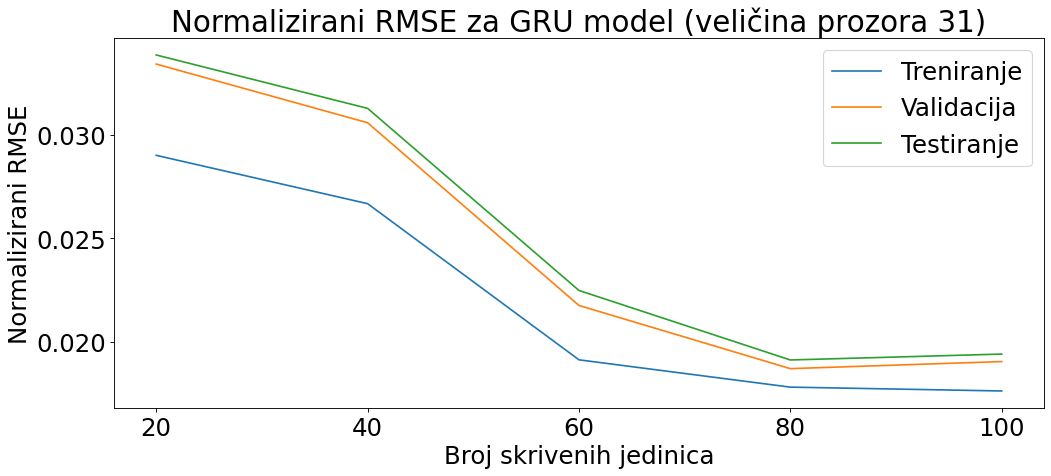 Normalizirani RMSE za GRU model (veličina prozora 31)
Treniranje
Validacija
Testiranje
Normalizirani RMSE
0.030
0.025
0.020
20 40 60 80 100
Broj skrivenih jedinica